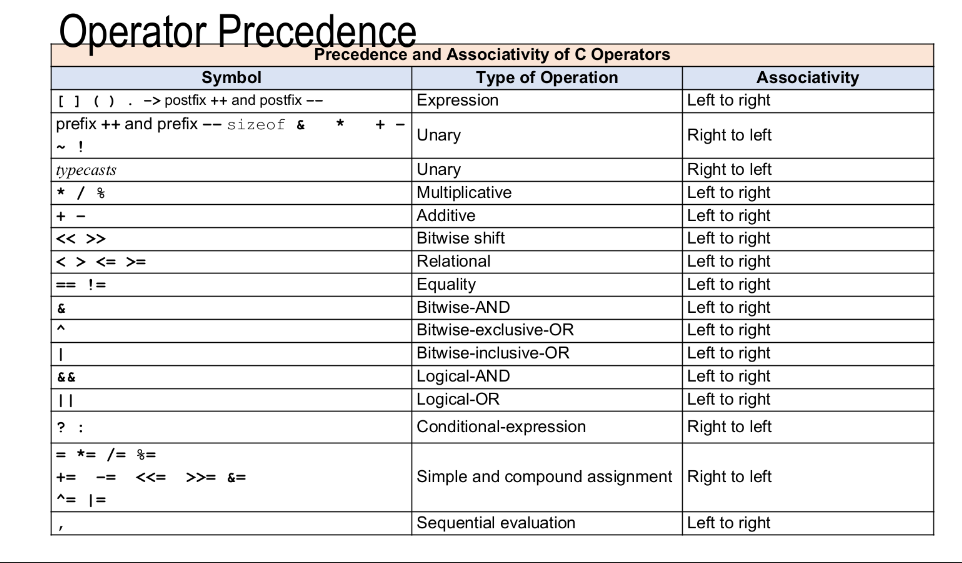 Operator Precedence
Precedence and Associativity of C Operators
Symbol Type of Operation Associativity
[ ] ( ) . -> postfix ++ and postfix -- Expression Left to right
prefix ++ and prefix -- sizeof & * + -
~ ! Unary Right to left
typecasts Unary Right to left
* / % Multiplicative Left to right
+ - Additive Left to right
<< >> Bitwise shift Left to right
< > <= >= Relational Left to right
== != Equality Left to right
& Bitwise-AND Left to right
^ Bitwise-exclusive-OR Left to right
| Bitwise-inclusive-OR Left to right
&& Logical-AND Left to right
|| Logical-OR Left to right
? : Conditional-expression Right to left
= *= /= %=
+= -= <<= >>= &= Simple and compound assignment Right to left
^= |=
, Sequential evaluation Left to right